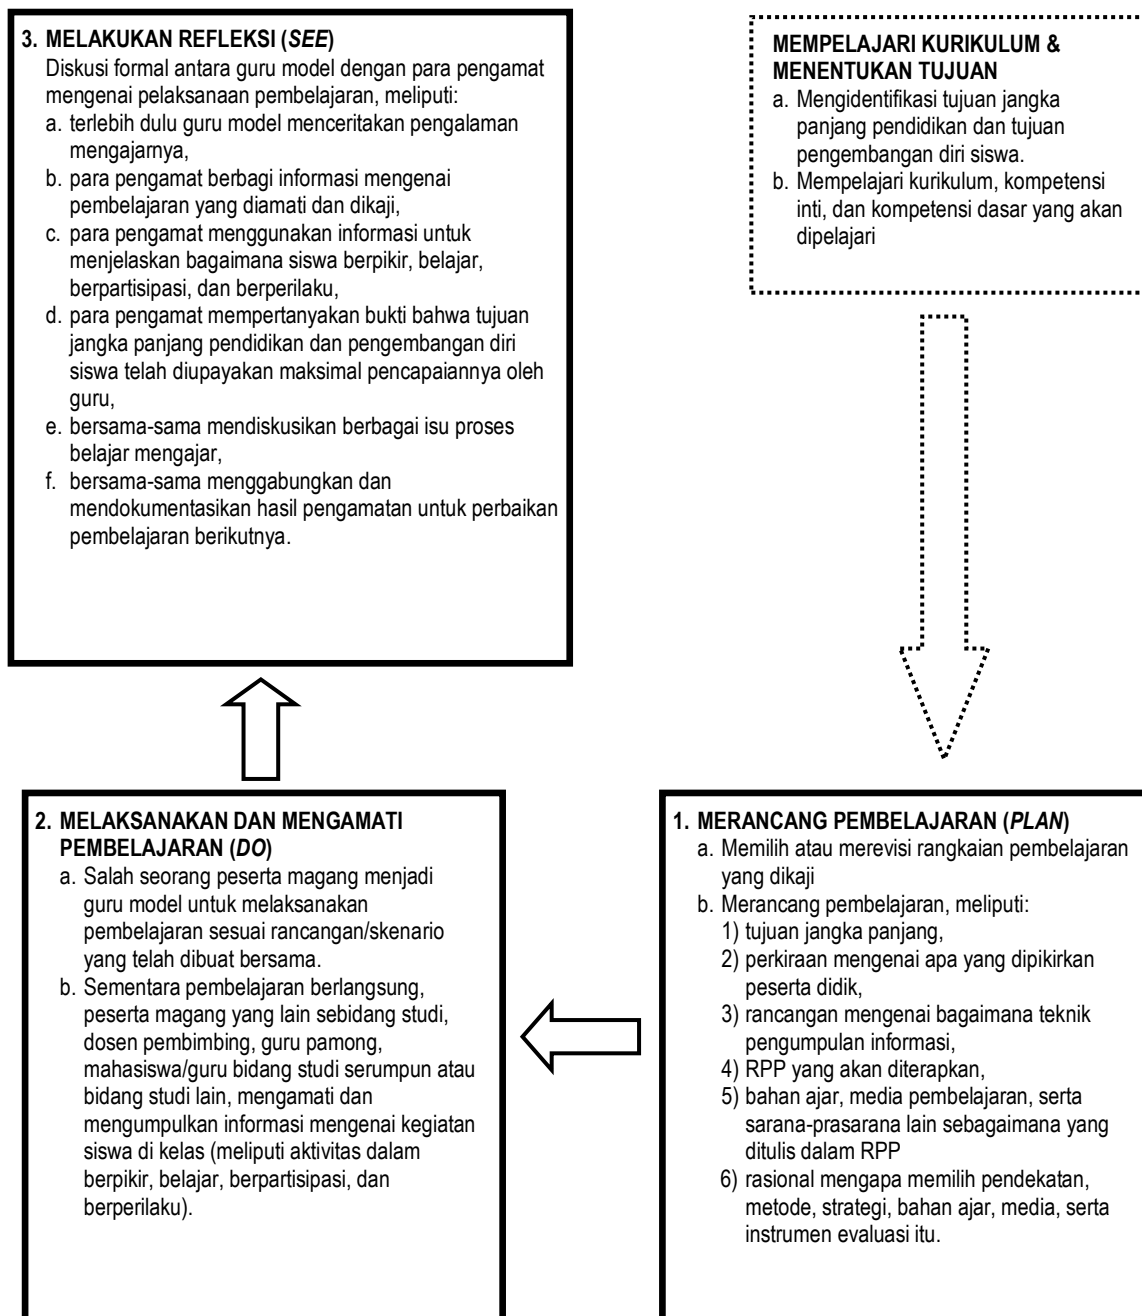 3. MELAKUKAN REFLEKSI (SEE)
Diskusi formal antara guru model dengan para pengamat
mengenai pelaksanaan pembelajaran, meliputi:
a. terlebih dulu guru model menceritakan pengalaman
mengajarnya,
b. para pengamat berbagi informasi mengenai
pembelajaran yang diamati dan dikaji,
c. para pengamat menggunakan informasi untuk
menjelaskan bagaimana siswa berpikir, belajar,
berpartisipasi, dan berperilaku,
d. para pengamat mempertanyakan bukti bahwa tujuan
jangka panjang pendidikan dan pengembangan diri
siswa telah diupayakan maksimal pencapaiannya oleh
guru,
e. bersama-sama mendiskusikan berbagai isu proses
belajar mengajar,
f. bersama-sama menggabungkan dan
mendokumentasikan hasil pengamatan untuk perbaikan
pembelajaran berikutnya.
MEMPELAJARI KURIKULUM &
MENENTUKAN TUJUAN
a. Mengidentifikasi tujuan jangka
panjang pendidikan dan tujuan
pengembangan diri siswa.
b. Mempelajari kurikulum, kompetensi
inti, dan kompetensi dasar yang akan
dipelajari
2. MELAKSANAKAN DAN MENGAMATI
PEMBELAJARAN (DO)
a. Salah seorang peserta magang menjadi
guru model untuk melaksanakan
pembelajaran sesuai rancangan/skenario
yang telah dibuat bersama.
b. Sementara pembelajaran berlangsung,
peserta magang yang lain sebidang studi,
dosen pembimbing, guru pamong,
mahasiswa/guru bidang studi serumpun atau
bidang studi lain, mengamati dan
mengumpulkan informasi mengenai kegiatan
siswa di kelas (meliputi aktivitas dalam
berpikir, belajar, berpartisipasi, dan
berperilaku).
1. MERANCANG PEMBELAJARAN (PLAN)
a. Memilih atau merevisi rangkaian pembelajaran
yang dikaji
b. Merancang pembelajaran, meliputi:
1) tujuan jangka panjang,
2) perkiraan mengenai apa yang dipikirkan
peserta didik,
3) rancangan mengenai bagaimana teknik
pengumpulan informasi,
4) RPP yang akan diterapkan,
5) bahan ajar, media pembelajaran, serta
sarana-prasarana lain sebagaimana yang
ditulis dalam RPP
6) rasional mengapa memilih pendekatan,
metode, strategi, bahan ajar, media, serta
instrumen evaluasi itu.